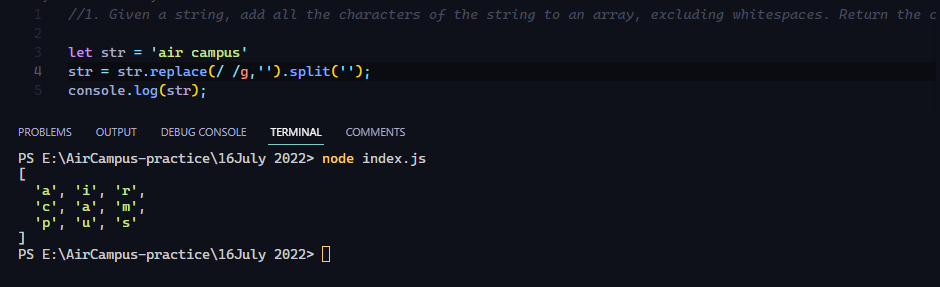 1 //1. Given a string, add all the characters of the string to an array, excluding whitespaces. Return the c
2
3 let str = 'air campus'
4 str = str.replace(/ /g,'').split('');
5 console.log(str);
PROBLEMS OUTPUT DEBUG CONSOLE TERMINAL COMMENTS
PS E:\AirCampus-practice\16July 2022> node index.js
[
  'a', 'i', 'r',
  'c', 'a', 'm',
  'p', 'u', 's'
]
PS E:\AirCampus-practice\16July 2022>